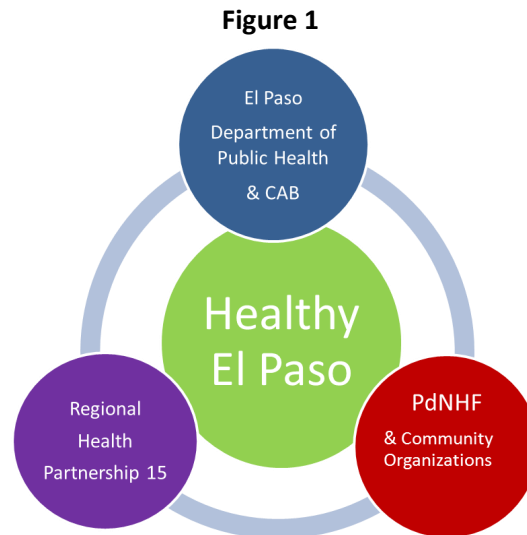 Figure 1
El Paso
Department of
Public Health
& CAB
Healthy
El Paso
Regional
Health
Partnership 15
PdNHF
& Community
Organizations